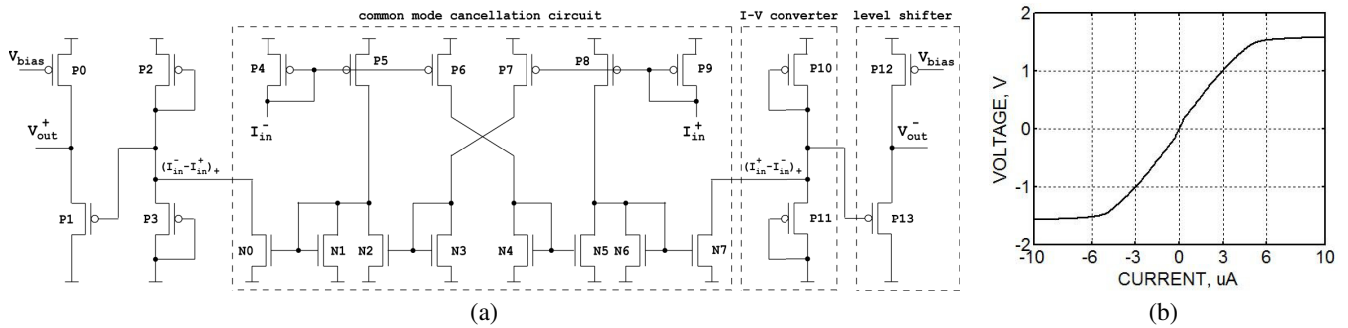 common mode cancellation circuit
I-V converter
level shifter
V_bias
P0
P2
P4
P5
P6
P7
P8
P9
P10
P12
V_bias
V_out^+
I_in^-
I_in^+
V_out^-
(I_in^- - I_in^+)_+
(I_in^+ - I_in^-)_+
P1
P3
N0
N1
N2
N3
N4
N5
N6
N7
P11
P13
(a)
VOLTAGE, V
2
1
0
-1
-2
-10
-6
-3
0
3
6
10
CURRENT, uA
(b)